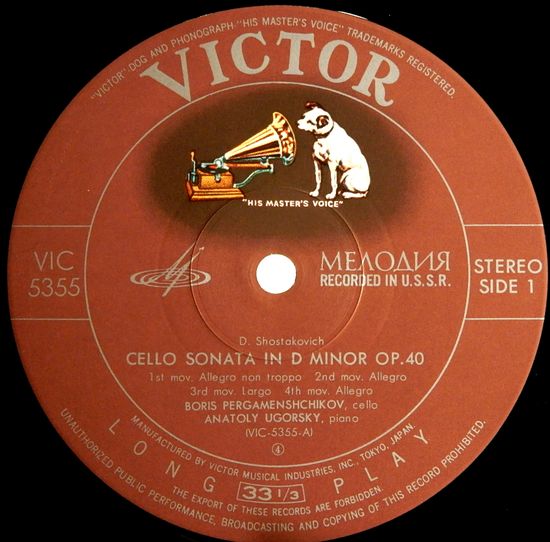 "VICTOR"·DOG AND PHONOGRAPH·"HIS MASTER'S VOICE" TRADEMARKS REGISTERED.
VICTOR
"HIS MASTER'S VOICE"
VIC
5355
МЕЛОДИЯ
RECORDED IN U.S.S.R.
STEREO
SIDE 1
D. Shostakovich
CELLO SONATA IN D MINOR OP.40
1st mov. Allegro non troppo 2nd mov. Allegro
3rd mov. Largo 4th mov. Allegro
BORIS PERGAMENSHCHIKOV, cello
ANATOLY UGORSKY, piano
(VIC-5355-A)
4
MANUFACTURED BY VICTOR MUSICAL INDUSTRIES, INC., TOKYO, JAPAN.
LONG PLAY
33 1/3
THE EXPORT OF THESE RECORDS ARE FORBIDDEN.
UNAUTHORIZED PUBLIC PERFORMANCE, BROADCASTING AND COPYING OF THIS RECORD PROHIBITED.